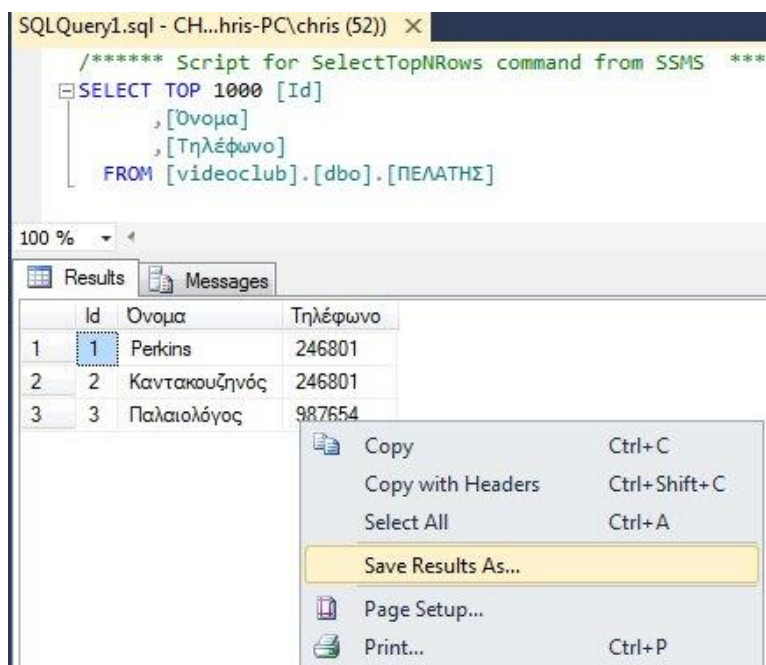 SQLQuery1.sql - CH...hris-PC\chris (52)) ×
/****** Script for SelectTopNRows command from SSMS ***
SELECT TOP 1000 [Id]
,[Όνομα]
,[Τηλέφωνο]
FROM [videoclub].[dbo].[ΠΕΛΑΤΗΣ]
100 %
Results Messages
Id Όνομα Τηλέφωνο
1 1 Perkins 246801
2 2 Καντακουζηνός 246801
3 3 Παλαιολόγος 987654
Copy Ctrl+C
Copy with Headers Ctrl+Shift+C
Select All Ctrl+A
Save Results As...
Page Setup...
Print... Ctrl+P